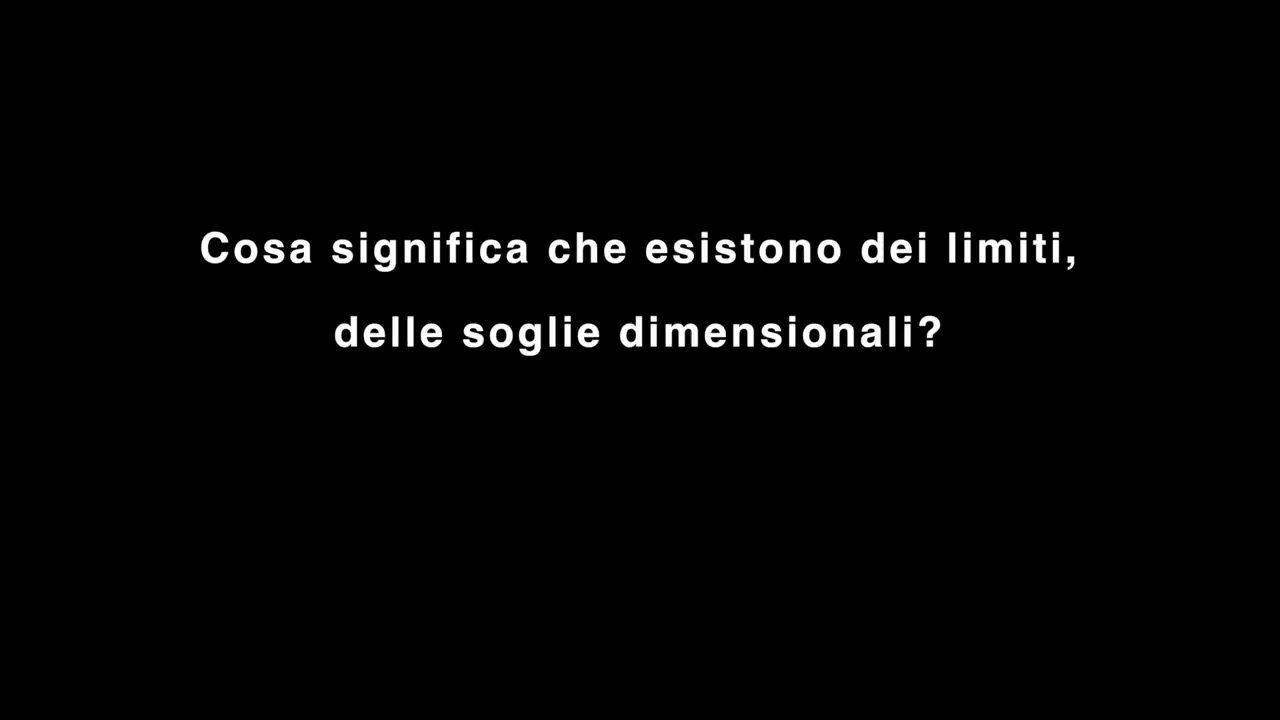 Cosa significa che esistono dei limiti,
delle soglie dimensionali?